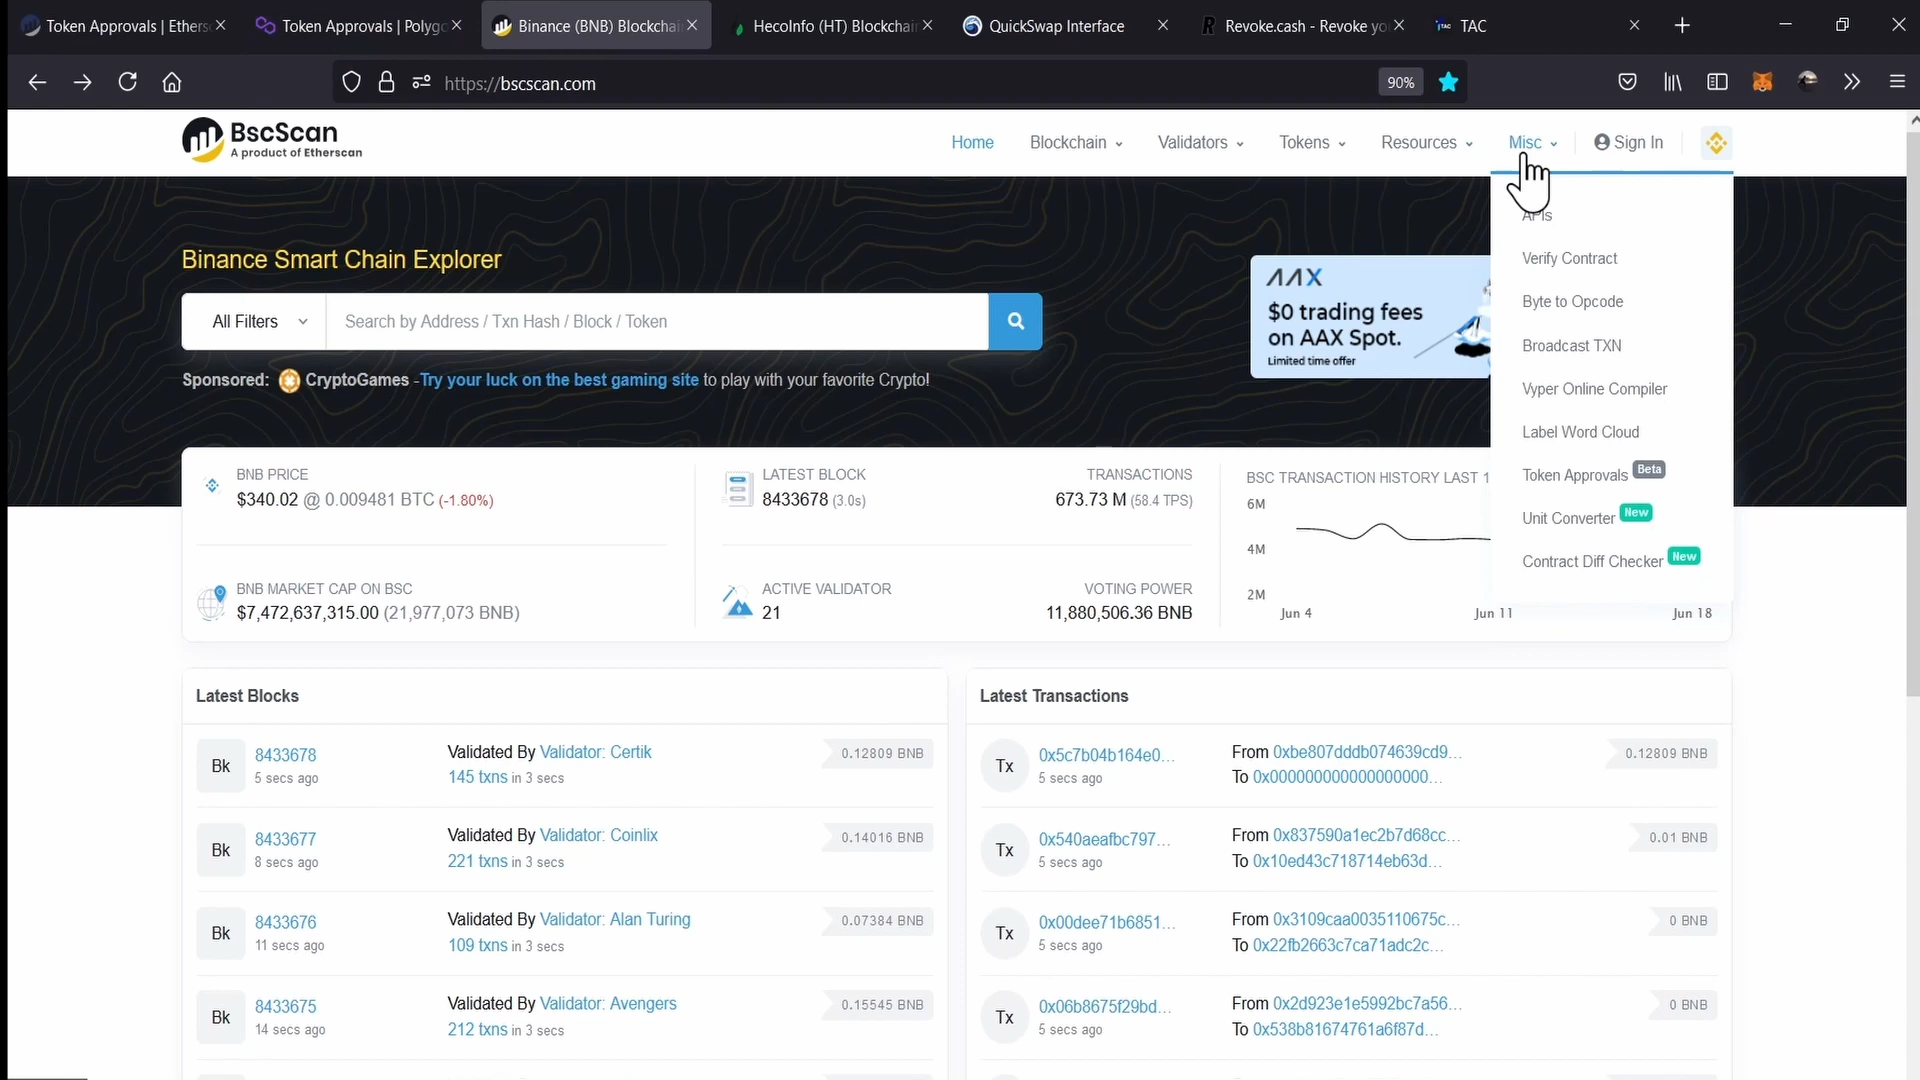 Token Approvals | Ethers
Token Approvals | Polygo
Binance (BNB) Blockchai
HecoInfo (HT) Blockchai
QuickSwap Interface
Revoke.cash - Revoke yo
TAC
https://bscscan.com
90%
BscScan
A product of Etherscan
Home
Blockchain
Validators
Tokens
Resources
Misc
Sign In
APIs
Verify Contract
Byte to Opcode
Broadcast TXN
Vyper Online Compiler
Label Word Cloud
Token Approvals Beta
Unit Converter New
Contract Diff Checker New
Binance Smart Chain Explorer
All Filters
Search by Address / Txn Hash / Block / Token
Sponsored: CryptoGames -Try your luck on the best gaming site to play with your favorite Crypto!
AAX
$0 trading fees
on AAX Spot.
Limited time offer
BNB PRICE
$340.02 @ 0.009481 BTC (-1.80%)
LATEST BLOCK
8433678 (3.0s)
TRANSACTIONS
673.73 M (58.4 TPS)
BSC TRANSACTION HISTORY LAST 1
6M
4M
2M
Jun 4
Jun 11
Jun 18
BNB MARKET CAP ON BSC
$7,472,637,315.00 (21,977,073 BNB)
ACTIVE VALIDATOR
21
VOTING POWER
11,880,506.36 BNB
Latest Blocks
Bk
8433678
5 secs ago
Validated By Validator: Certik
145 txns in 3 secs
0.12809 BNB
Bk
8433677
8 secs ago
Validated By Validator: Coinlix
221 txns in 3 secs
0.14016 BNB
Bk
8433676
11 secs ago
Validated By Validator: Alan Turing
109 txns in 3 secs
0.07384 BNB
Bk
8433675
14 secs ago
Validated By Validator: Avengers
212 txns in 3 secs
0.15545 BNB
Latest Transactions
Tx
0x5c7b04b164e0...
5 secs ago
From 0xbe807dddb074639cd9...
To 0x000000000000000000...
0.12809 BNB
Tx
0x540aeafbc797...
5 secs ago
From 0x837590a1ec2b7d68cc...
To 0x10ed43c718714eb63d...
0.01 BNB
Tx
0x00dee71b6851...
5 secs ago
From 0x3109caa0035110675c...
To 0x22fb2663c7ca71adc2c...
0 BNB
Tx
0x06b8675f29bd...
5 secs ago
From 0x2d923e1e5992bc7a56...
To 0x538b81674761a6f87d...
0 BNB